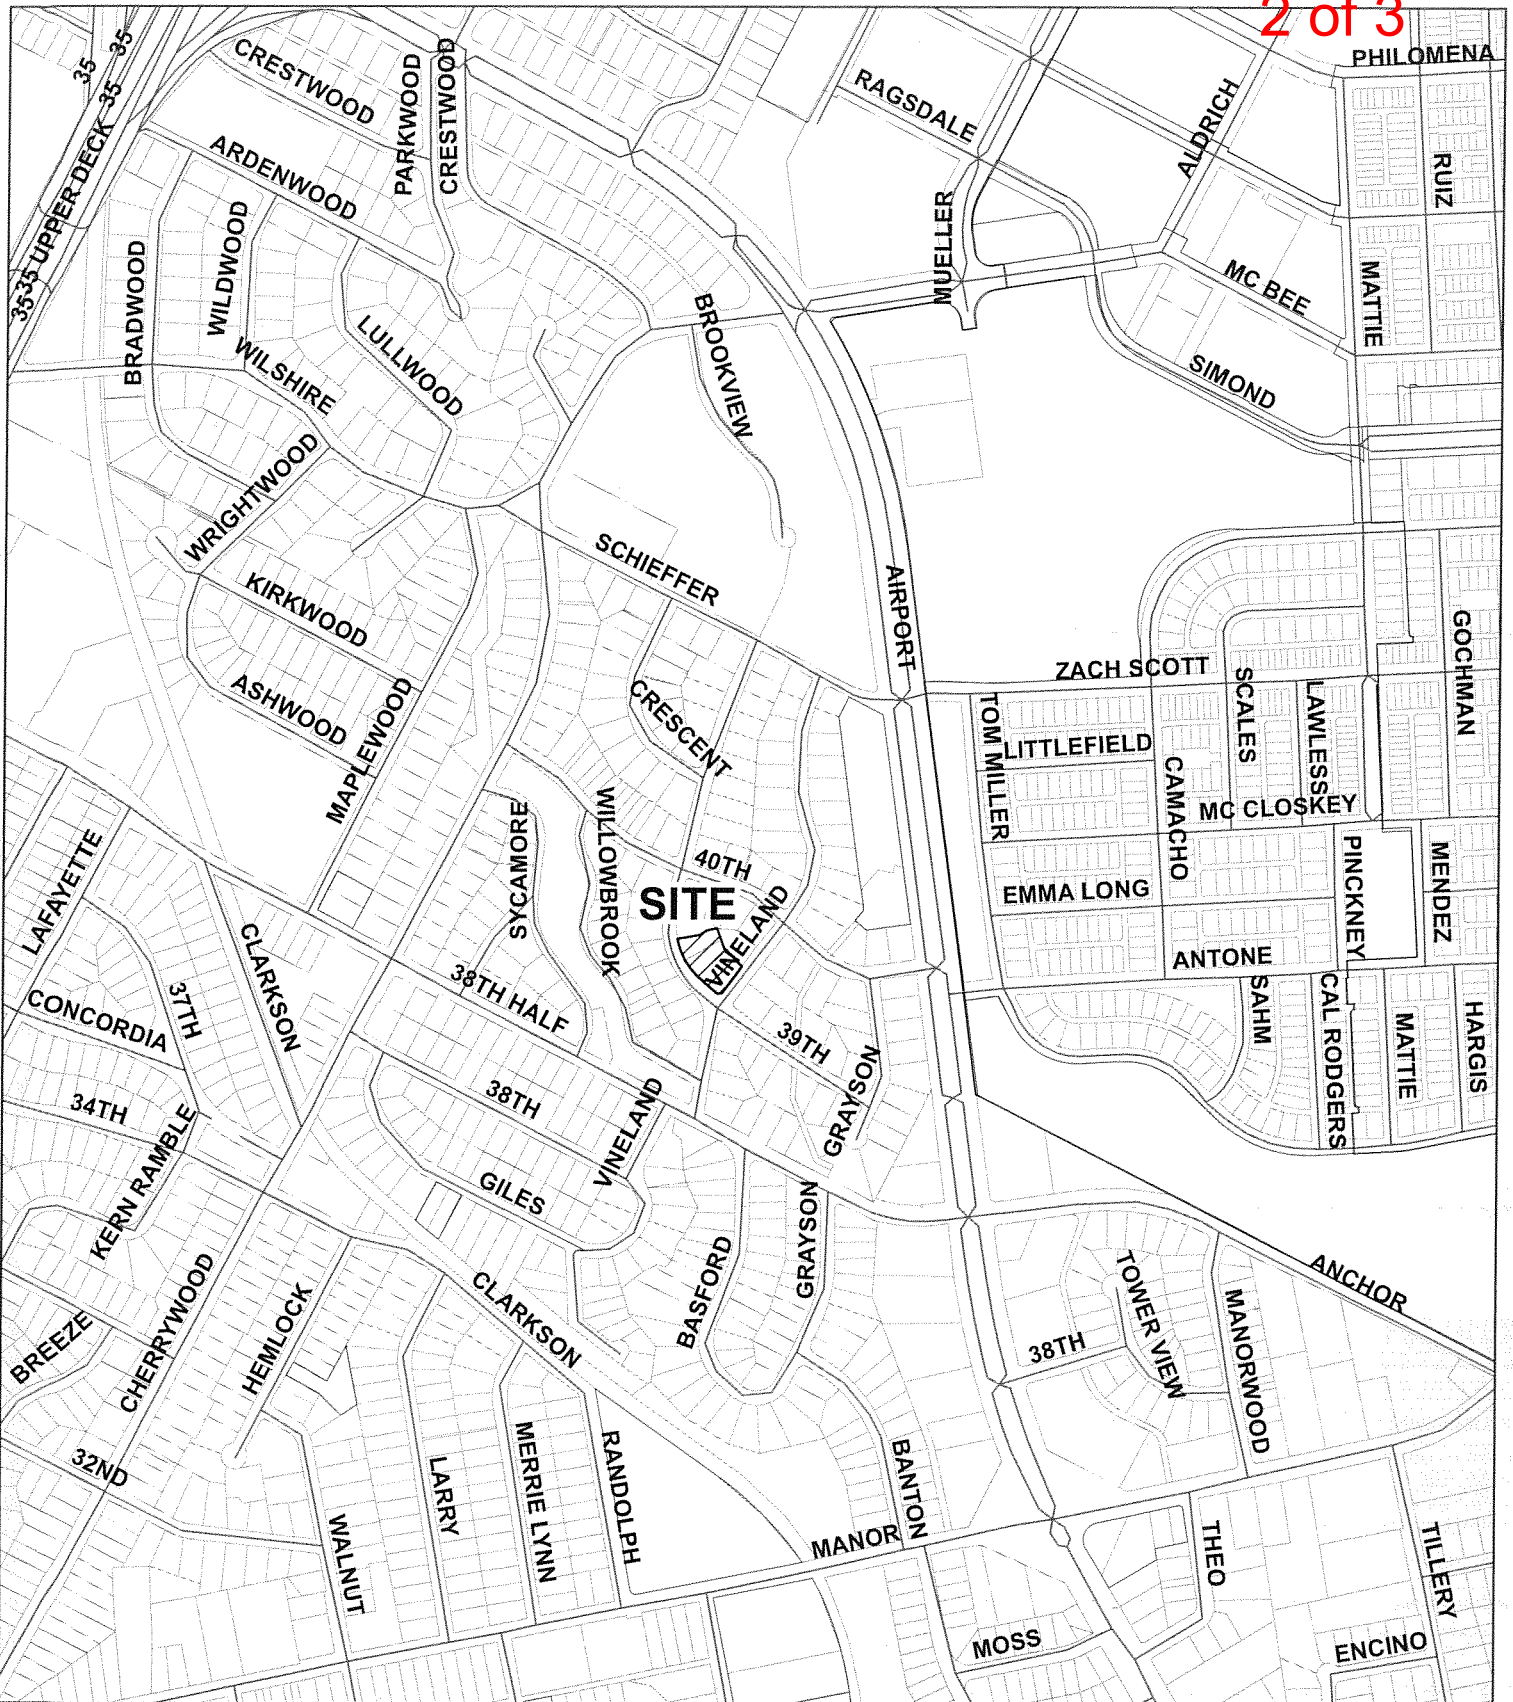 2 of 3
PHILOMENA
35
35
35
CRESTWOOD
PARKWOOD
CRESTWOOD
RAGSDALE
ALDRICH
RUIZ
35 UPPER DECK
35
ARDENWOOD
WILDWOOD
BRADWOOD
MUELLER
MC BEE
MATTIE
LULLWOOD
WILSHIRE
BROOKVIEW
SIMOND
WRIGHTWOOD
SCHIEFFER
AIRPORT
KIRKWOOD
ASHWOOD
MAPLEWOOD
CRESCENT
ZACH SCOTT
SCALES
LAWLESS
GOCHMAN
TOM MILLER
LITTLEFIELD
CAMACHO
MC CLOSKEY
SYCAMORE
WILLOWBROOK
40TH
SITE
VINELAND
EMMA LONG
PINCKNEY
MENDEZ
LAFAYETTE
CLARKSON
38TH HALF
ANTONE
37TH
CONCORDIA
39TH
GRAYSON
SAHM
CAL RODGERS
MATTIE
HARGIS
34TH
38TH
VINELAND
KERN RAMBLE
GILES
GRAYSON
BASFORD
CHERRYWOOD
HEMLOCK
CLARKSON
BREEZE
38TH
TOWER VIEW
MANORWOOD
ANCHOR
32ND
LARRY
MERRIE LYNN
RANDOLPH
BANTON
MANOR
WALNUT
THEO
TILLERY
MOSS
ENCINO